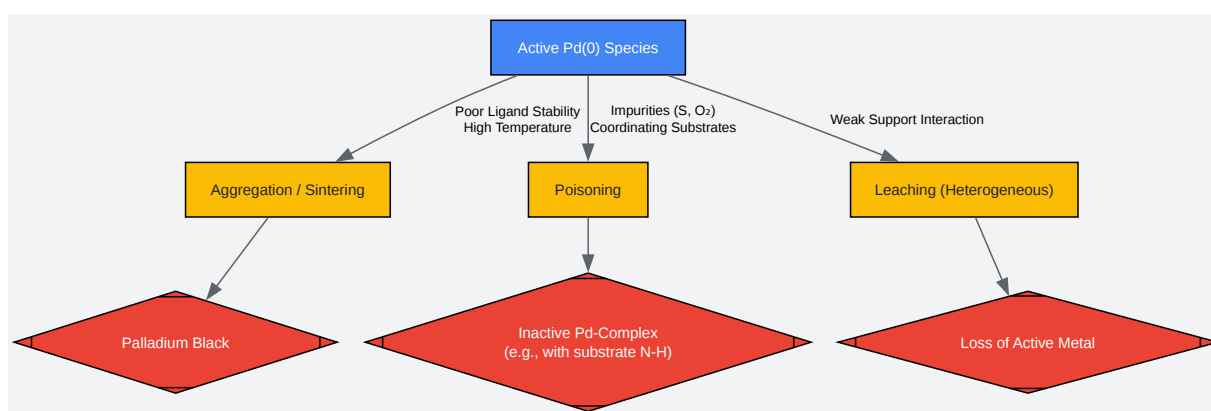 Active Pd(0) Species
Poor Ligand Stability
High Temperature
Impurities (S, O₂)
Coordinating Substrates
Weak Support Interaction
Aggregation / Sintering
Poisoning
Leaching (Heterogeneous)
Palladium Black
Inactive Pd-Complex
(e.g., with substrate N-H)
Loss of Active Metal